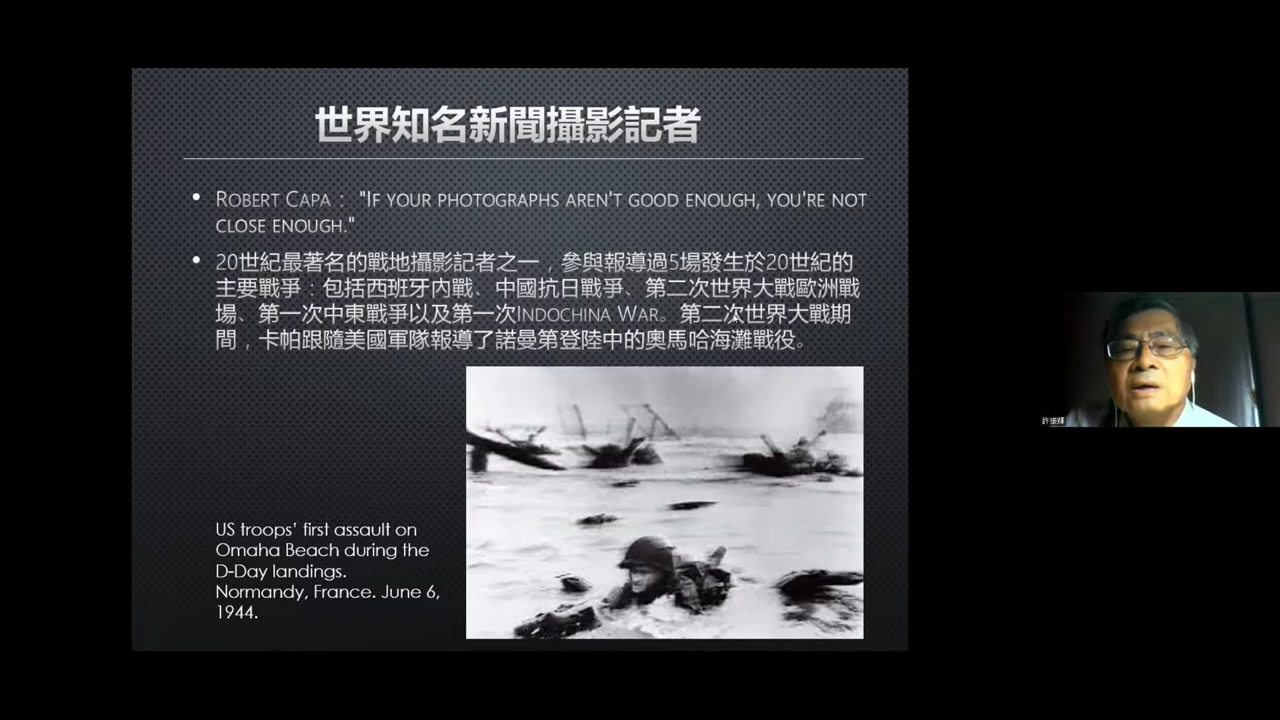 世界知名新聞攝影記者
• ROBERT CAPA： "IF YOUR PHOTOGRAPHS AREN'T GOOD ENOUGH, YOU'RE NOT
CLOSE ENOUGH."
• 20世紀最著名的戰地攝影記者之一，參與報導過5場發生於20世紀的
主要戰爭：包括西班牙內戰、中國抗日戰爭、第二次世界大戰歐洲戰
場、第一次中東戰爭以及第一次INDOCHINA WAR。第二次世界大戰期
間，卡帕跟隨美國軍隊報導了諾曼第登陸中的奧馬哈海灘戰役。
US troops' first assault on
Omaha Beach during the
D-Day landings.
Normandy, France. June 6,
1944.